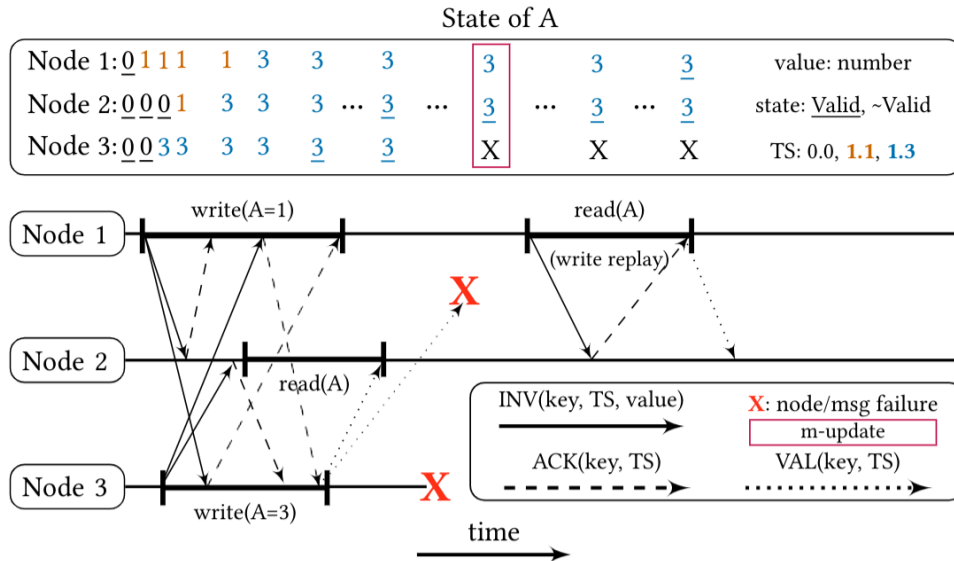 State of A
Node 1: 0 1 1 1 1 3 3 3 3 3 3 value: number
Node 2: 0 0 0 1 3 3 3 ... 3 ... 3 ... 3 ... 3 state: Valid, ~Valid
Node 3: 0 0 3 3 3 3 3 3 X X X TS: 0.0, 1.1, 1.3
write(A=1)
read(A)
Node 1
(write replay)
X
Node 2
read(A)
INV(key, TS, value)
X: node/msg failure
m-update
ACK(key, TS)
VAL(key, TS)
Node 3
X
write(A=3)
time